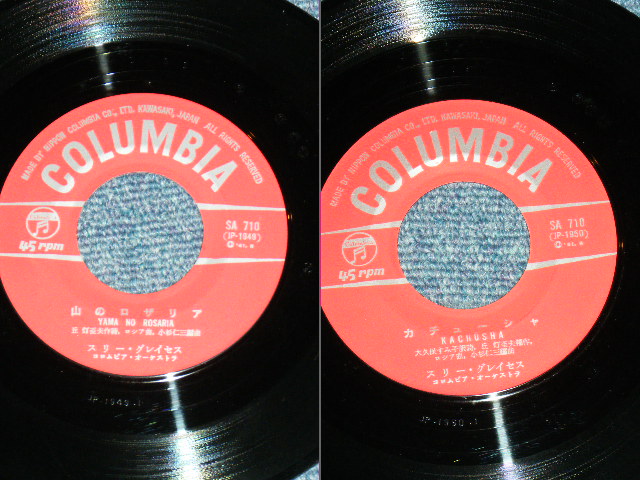 MADE BY NIPPON COLUMBIA CO., LTD. KAWASAKI, JAPAN ALL RIGHTS RESERVED
COLUMBIA
45 rpm
SA 710
山のロザリア
YAMA NO ROSARIA
スリー・グレイセス
コロムビア・オーケストラ
MADE BY NIPPON COLUMBIA CO., LTD. KAWASAKI, JAPAN ALL RIGHTS RESERVED
COLUMBIA
45 rpm
SA 710
(JP-1950)
カチューシャ
KACHUSHA
スリー・グレイセス
コロムビア・オーケストラ